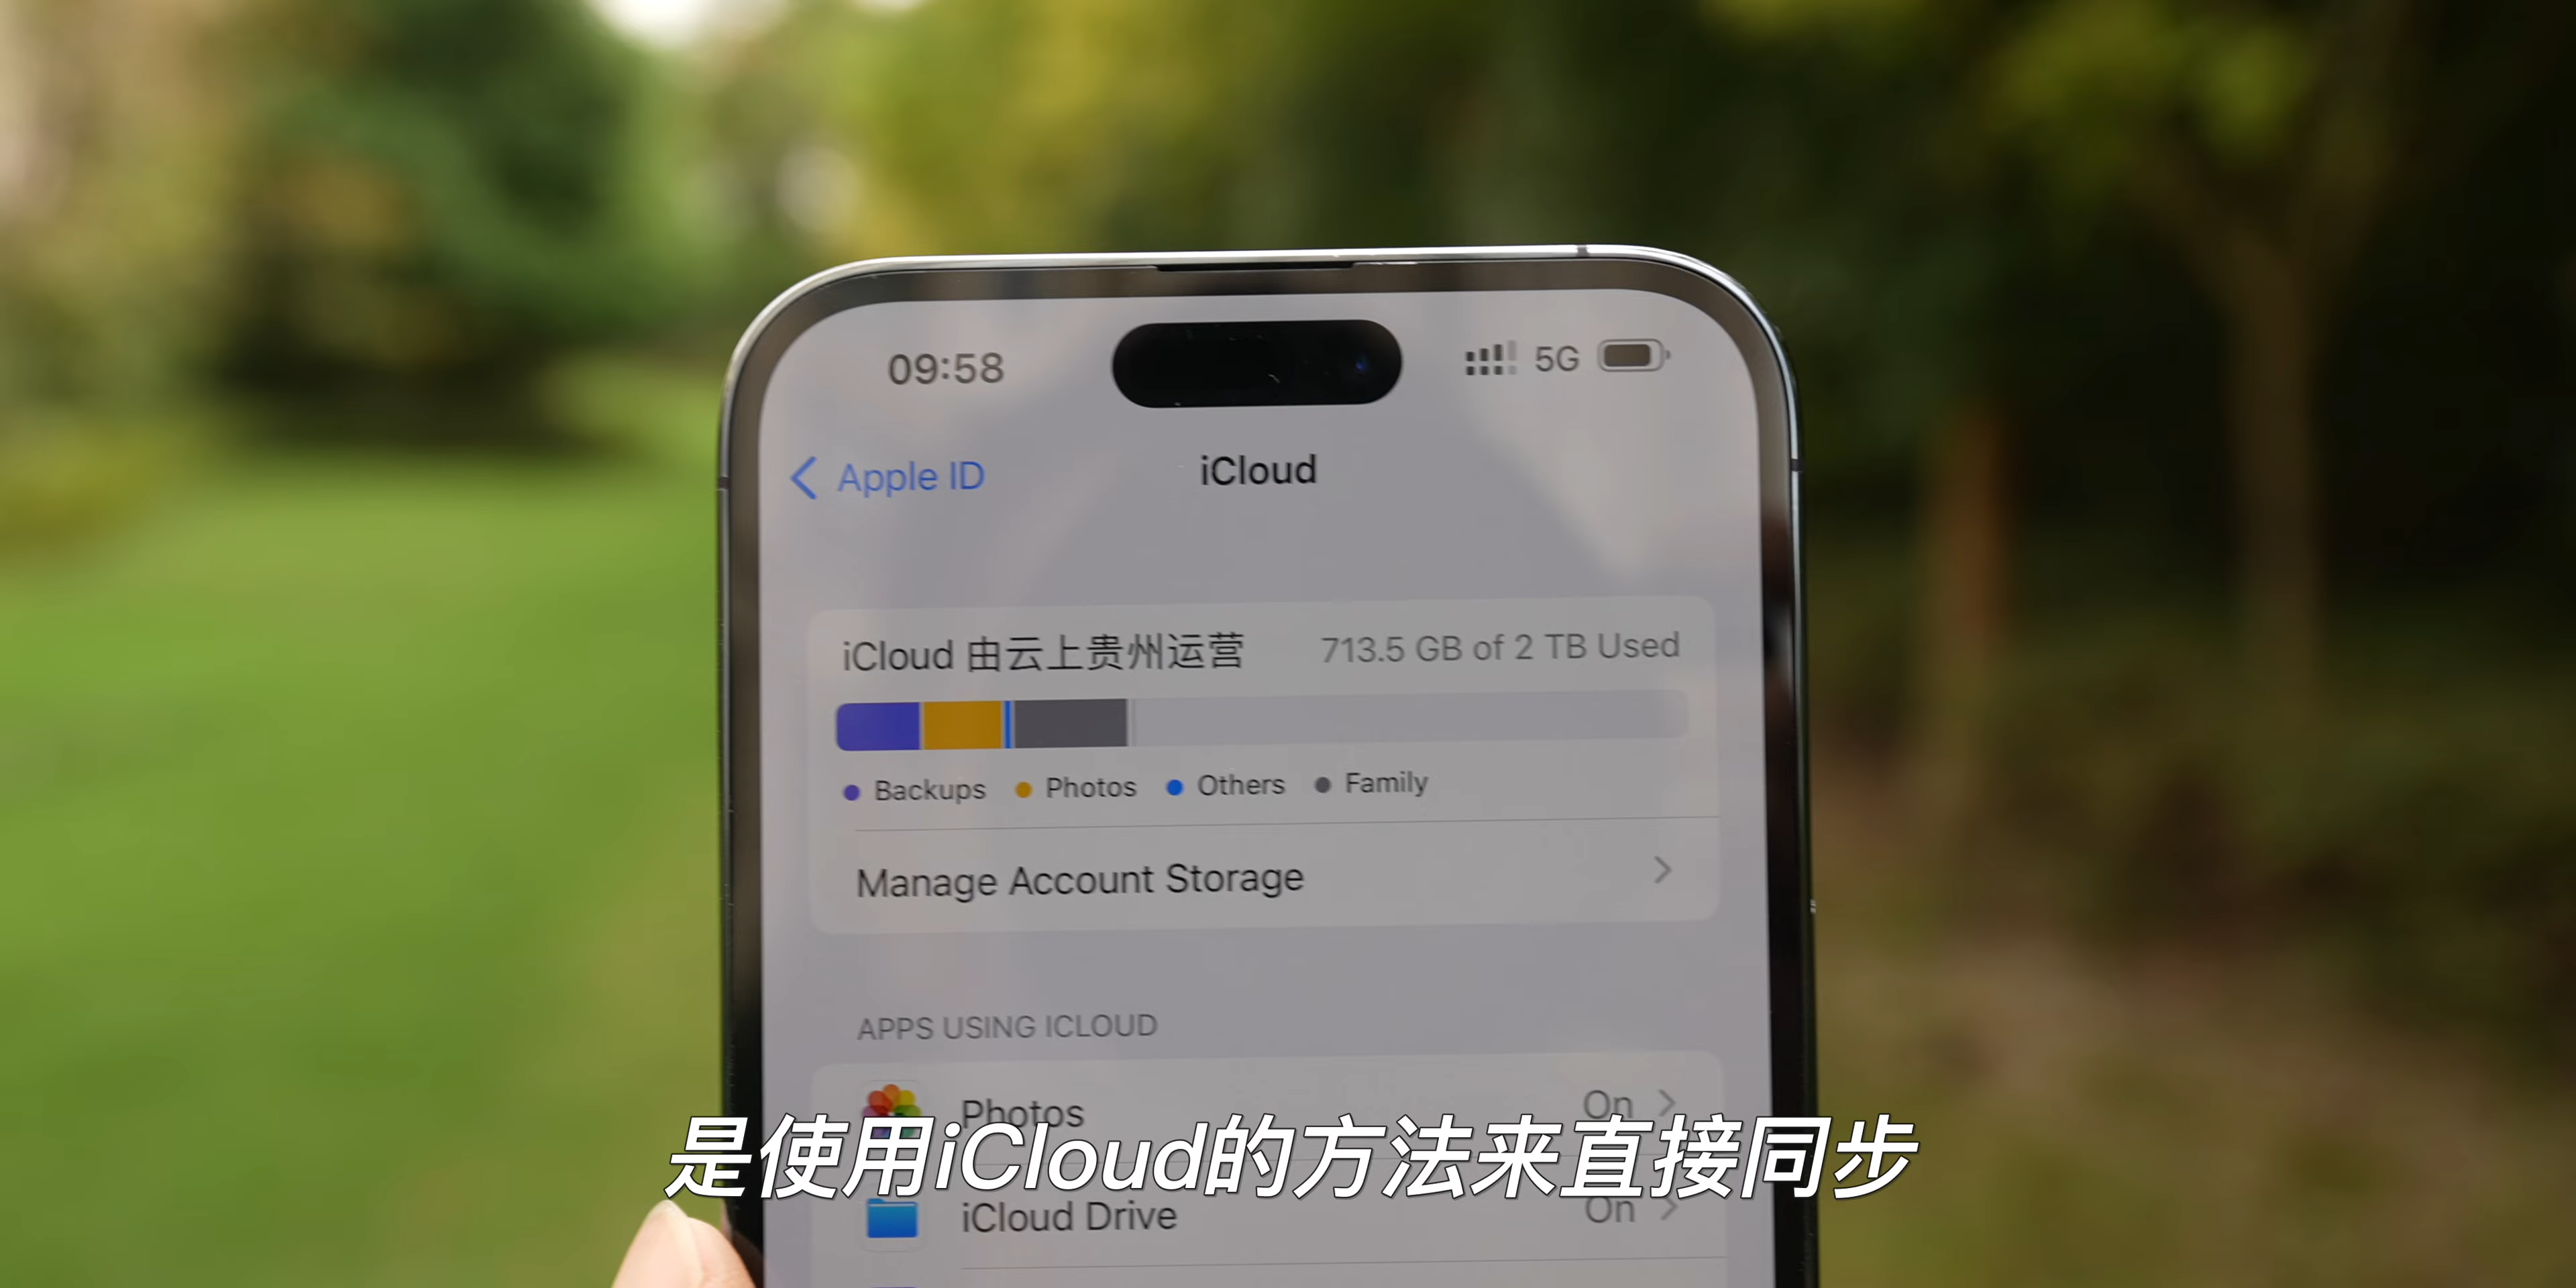 09:58
5G
Apple ID
iCloud
iCloud 由云上贵州运营
713.5 GB of 2 TB Used
Backups
Photos
Others
Family
Manage Account Storage
APPS USING ICLOUD
Photos
On
是使用iCloud的方法来直接同步
iCloud Drive
On